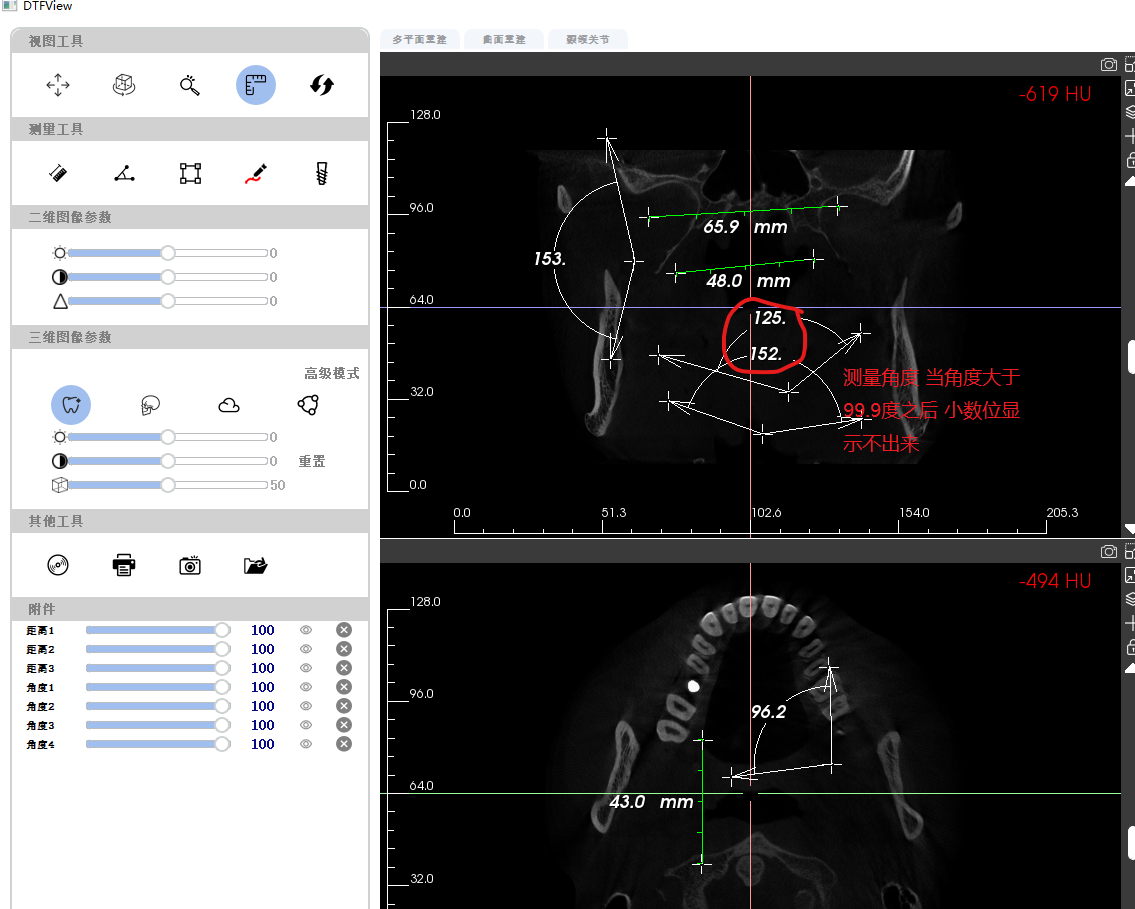 DTFView
视图工具
测量工具
二维图像参数
0
0
0
三维图像参数
高级模式
0
0
重置
50
其他工具
附件
距离1 100
距离2 100
距离3 100
角度1 100
角度2 100
角度3 100
角度4 100
多平面重建 曲面重建 颞颌关节
-619 HU
128.0
96.0
64.0
32.0
0.0
0.0 51.3 102.6 154.0 205.3
65.9 mm
153.
48.0 mm
125.
152.
测量角度 当角度大于
99.9度之后 小数位显
示不出来
-494 HU
128.0
96.0
64.0
32.0
96.2
43.0 mm